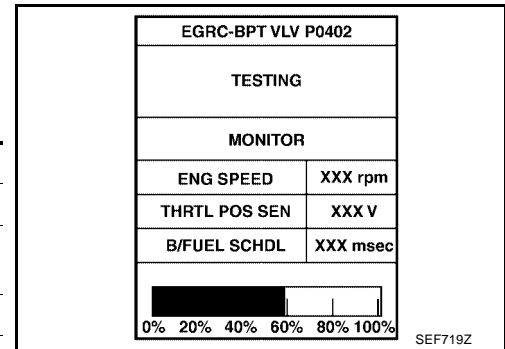 EGRC-BPT VLV P0402
TESTING
MONITOR
ENG SPEED XXX rpm
THRTL POS SEN XXX V
B/FUEL SCHDL XXX msec
0% 20% 40% 60% 80% 100%
SEF719Z